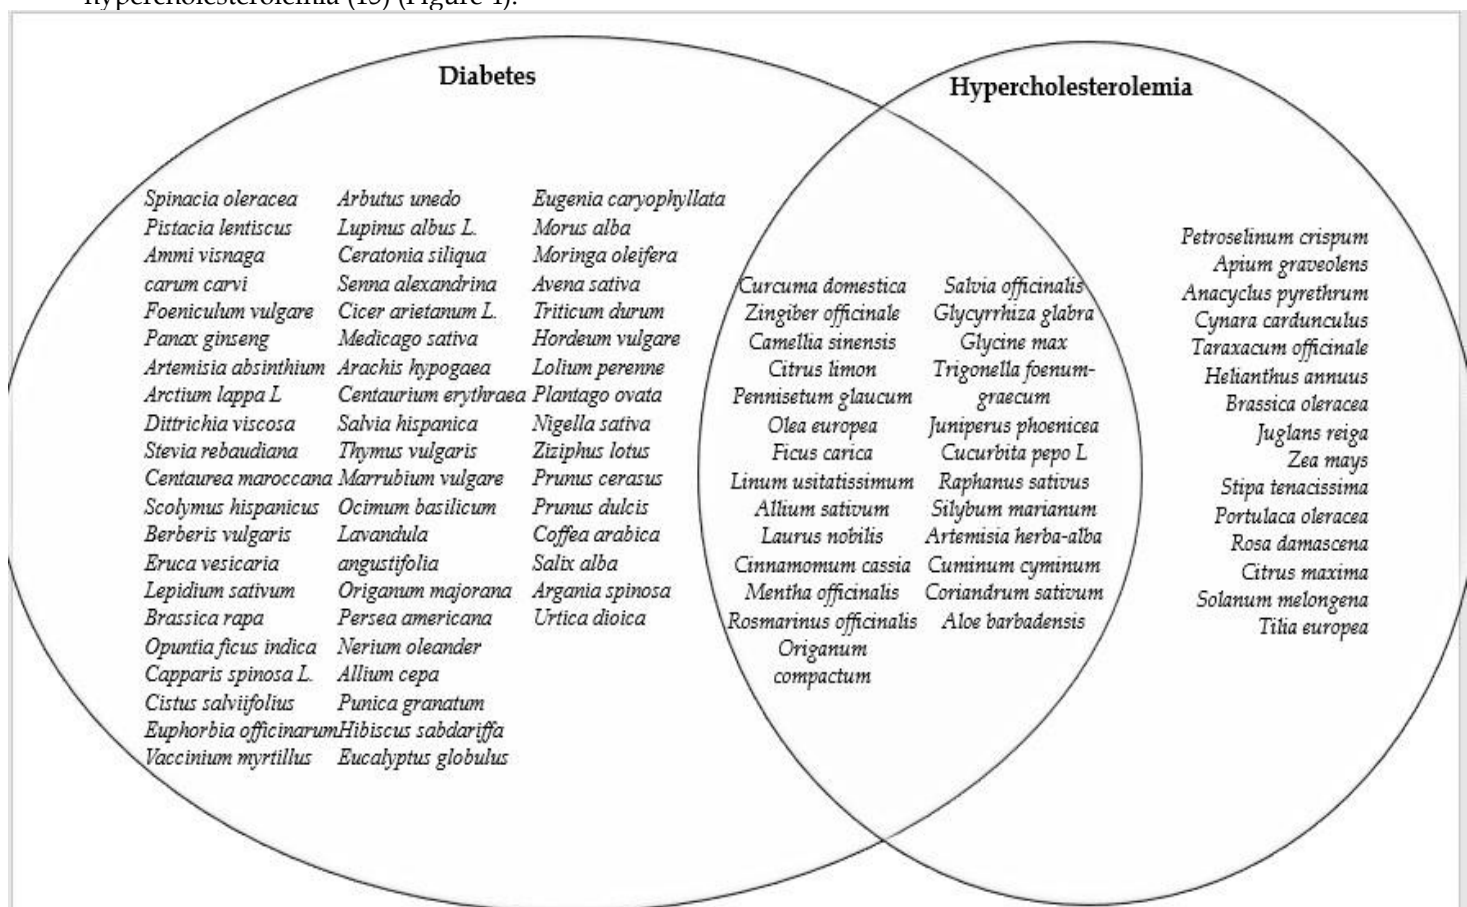 hypercholesterolemia (15) (Figure 1).
Diabetes
Hypercholesterolemia
Spinacia oleracea
Pistacia lentiscus
Ammi visnaga
carum carvi
Foeniculum vulgare
Panax ginseng
Artemisia absinthium
Arctium lappa L
Dittrichia viscosa
Stevia rebaudiana
Centaurea maroccana
Scolymus hispanicus
Berberis vulgaris
Eruca vesicaria
Lepidium sativum
Brassica rapa
Opuntia ficus indica
Capparis spinosa L.
Cistus salviifolius
Euphorbia officinarum
Vaccinium myrtillus
Arbutus unedo
Lupinus albus L.
Ceratonia siliqua
Senna alexandrina
Cicer arietanum L.
Medicago sativa
Arachis hypogaea
Centaurium erythraea
Salvia hispanica
Thymus vulgaris
Marrubium vulgare
Ocimum basilicum
Lavandula
angustifolia
Origanum majorana
Persea americana
Nerium oleander
Allium cepa
Punica granatum
Hibiscus sabdariffa
Eucalyptus globulus
Eugenia caryophyllata
Morus alba
Moringa oleifera
Avena sativa
Triticum durum
Hordeum vulgare
Lolium perenne
Plantago ovata
Nigella sativa
Ziziphus lotus
Prunus cerasus
Prunus dulcis
Coffea arabica
Salix alba
Argania spinosa
Urtica dioica
Curcuma domestica
Zingiber officinale
Camellia sinensis
Citrus limon
Pennisetum glaucum
Olea europea
Ficus carica
Linum usitatissimum
Allium sativum
Laurus nobilis
Cinnamomum cassia
Mentha officinalis
Rosmarinus officinalis
Origanum
compactum
Salvia officinalis
Glycyrrhiza glabra
Glycine max
Trigonella foenum-
graecum
Juniperus phoenicea
Cucurbita pepo L
Raphanus sativus
Silybum marianum
Artemisia herba-alba
Cuminum cyminum
Coriandrum sativum
Aloe barbadensis
Petroselinum crispum
Apium graveolens
Anacyclus pyrethrum
Cynara cardunculus
Taraxacum officinale
Helianthus annuus
Brassica oleracea
Juglans reiga
Zea mays
Stipa tenacissima
Portulaca oleracea
Rosa damascena
Citrus maxima
Solanum melongena
Tilia europea